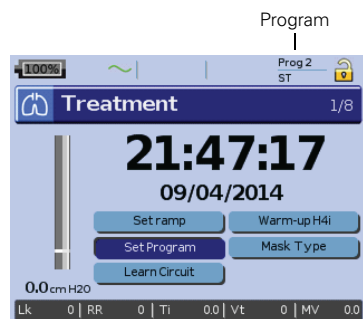 Program
100%
Prog 2
ST
Treatment 1/8
21:47:17
09/04/2014
Set ramp Warm-up H4i
Set Program Mask Type
Learn Circuit
0.0 cm H2O
Lk 0 | RR 0 | Ti 0.0 | Vt 0 | MV 0.0